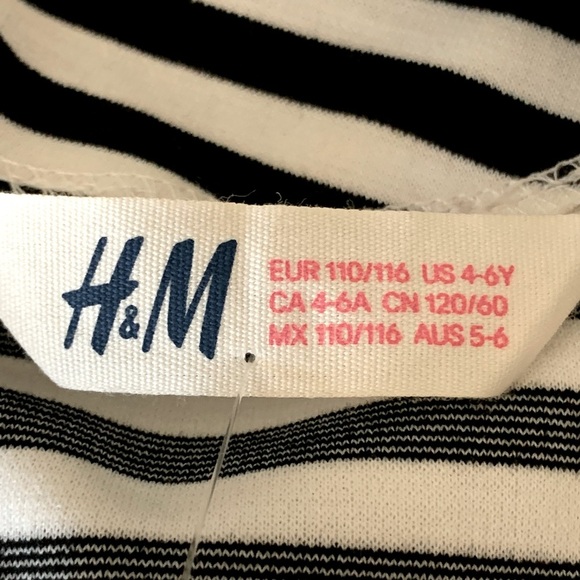 H&M
EUR 110/116 US 4-6Y
CA 4-6A CN 120/60
MX 110/116 AUS 5-6